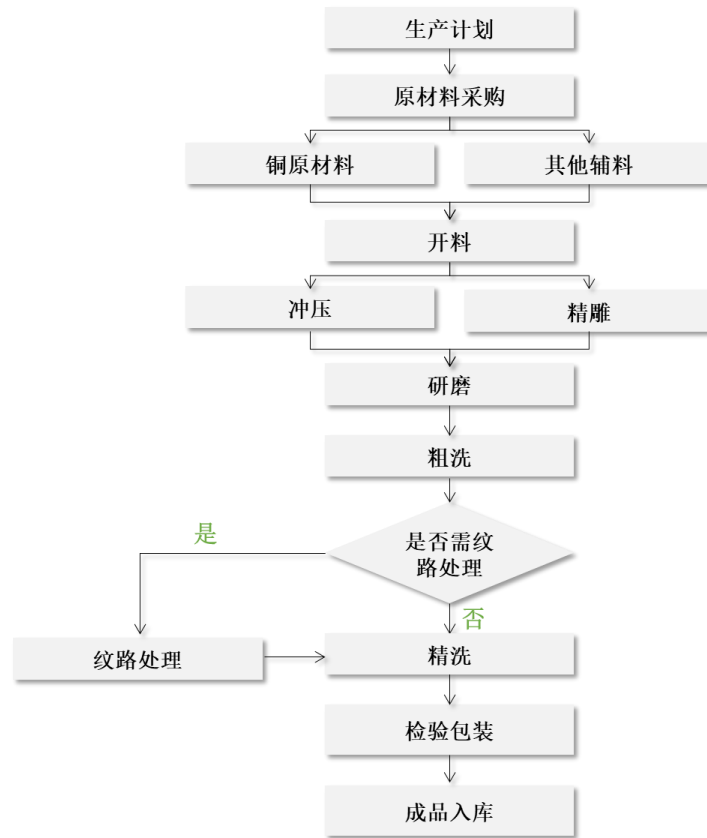 生产计划
原材料采购
铜原材料
其他辅料
开料
冲压
精雕
研磨
粗洗
是
是否需纹
路处理
否
纹路处理
精洗
检验包装
成品入库